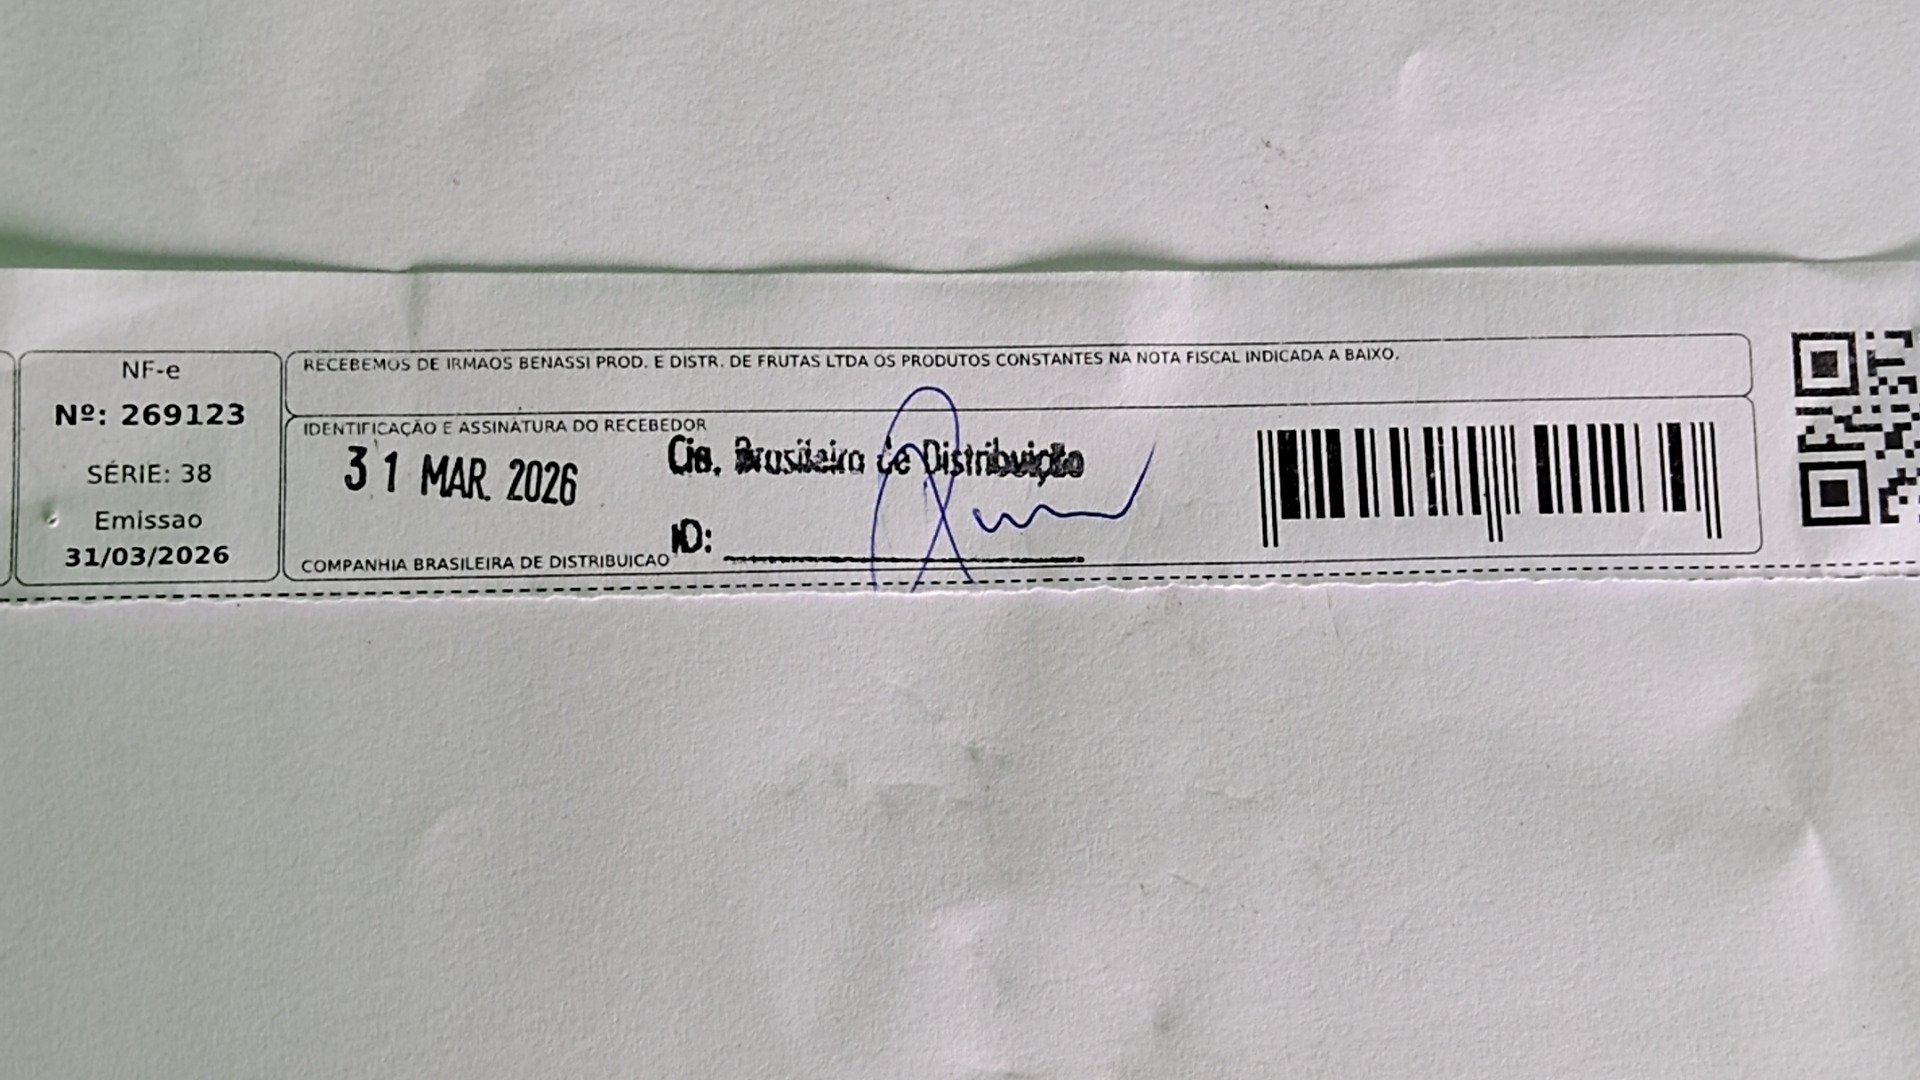 NF-e
Nº: 269123
SÉRIE: 38
Emissao
31/03/2026
RECEBEMOS DE IRMAOS BENASSI PROD. E DISTR. DE FRUTAS LTDA OS PRODUTOS CONSTANTES NA NOTA FISCAL INDICADA A BAIXO.
IDENTIFICAÇÃO E ASSINATURA DO RECEBEDOR
31 MAR. 2026
Cia. Brasileira de Distribuição
ID:
COMPANHIA BRASILEIRA DE DISTRIBUICAO